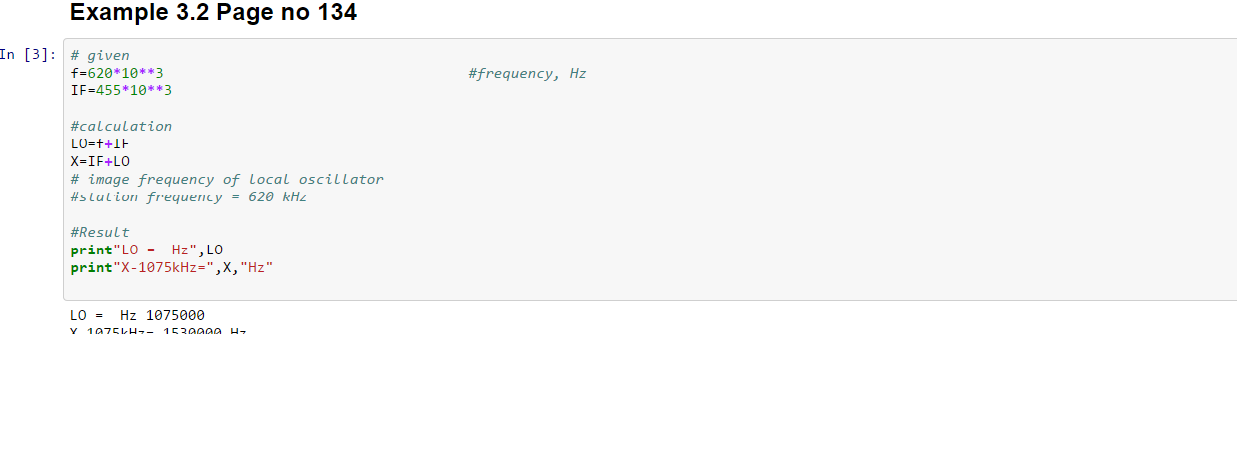 Example 3.2 Page no 134
In [3]: # given
f=620*10**3 #frequency, Hz
IF=455*10**3
#calculation
LO=f+IF
X=IF+LO
# image frequency of local oscillator
#station frequency = 620 kHz
#Result
print"LO =  Hz",LO
print"X-1075kHz=",X,"Hz"
LO =  Hz 1075000
X-1075kHz= 1530000 Hz